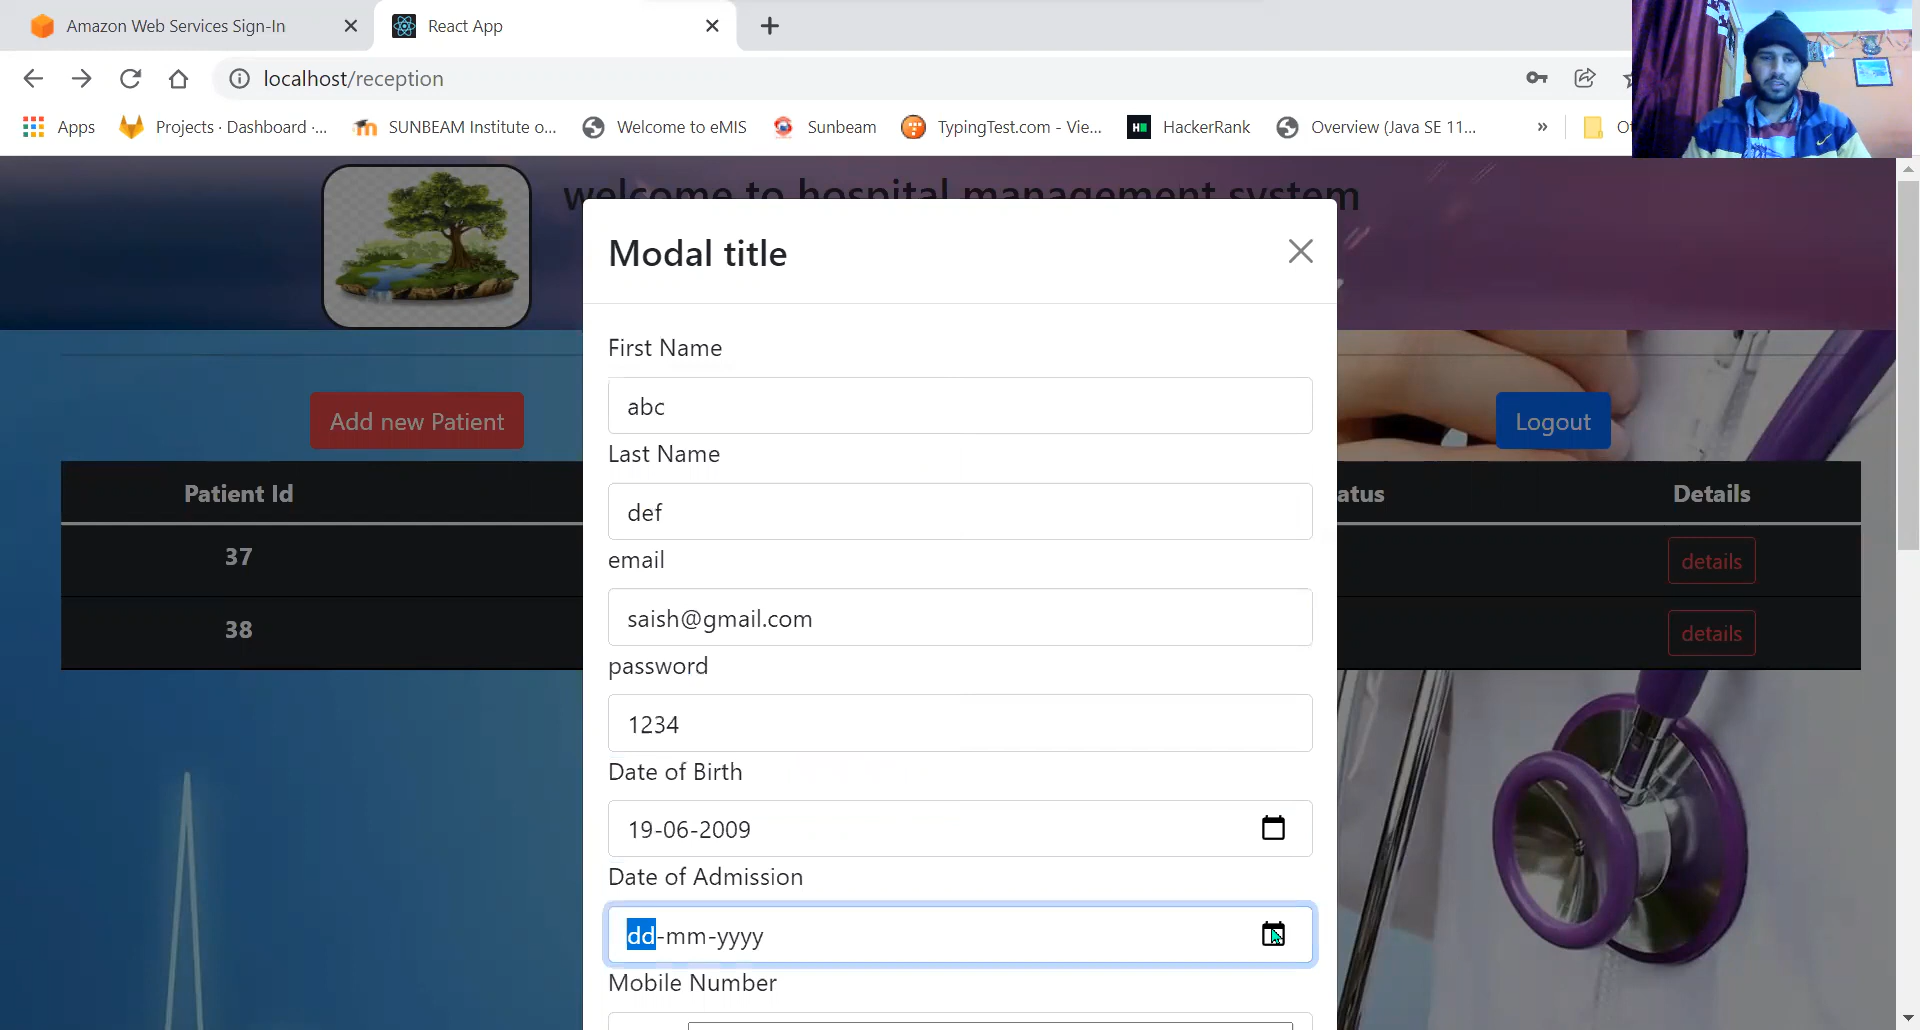 Amazon Web Services Sign-In
React App
localhost/reception
Apps
Projects · Dashboard ·...
SUNBEAM Institute o...
Welcome to eMIS
Sunbeam
TypingTest.com - Vie...
HackerRank
Overview (Java SE 11...
»
welcome to hospital management system
Modal title
First Name
abc
Add new Patient
Logout
Last Name
Patient Id
atus
Details
def
37
details
email
saish@gmail.com
38
details
password
1234
Date of Birth
19-06-2009
Date of Admission
dd-mm-yyyy
Mobile Number